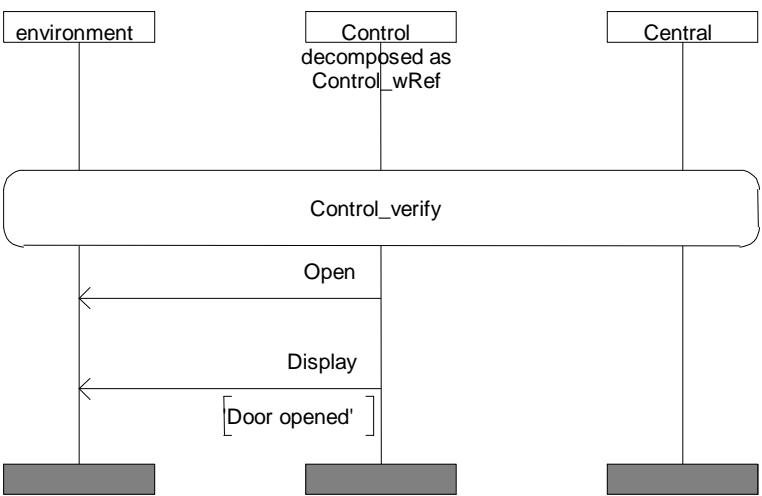 environment
Control
Central
decomposed as
Control_wRef
Control_verify
Open
Display
'Door opened'